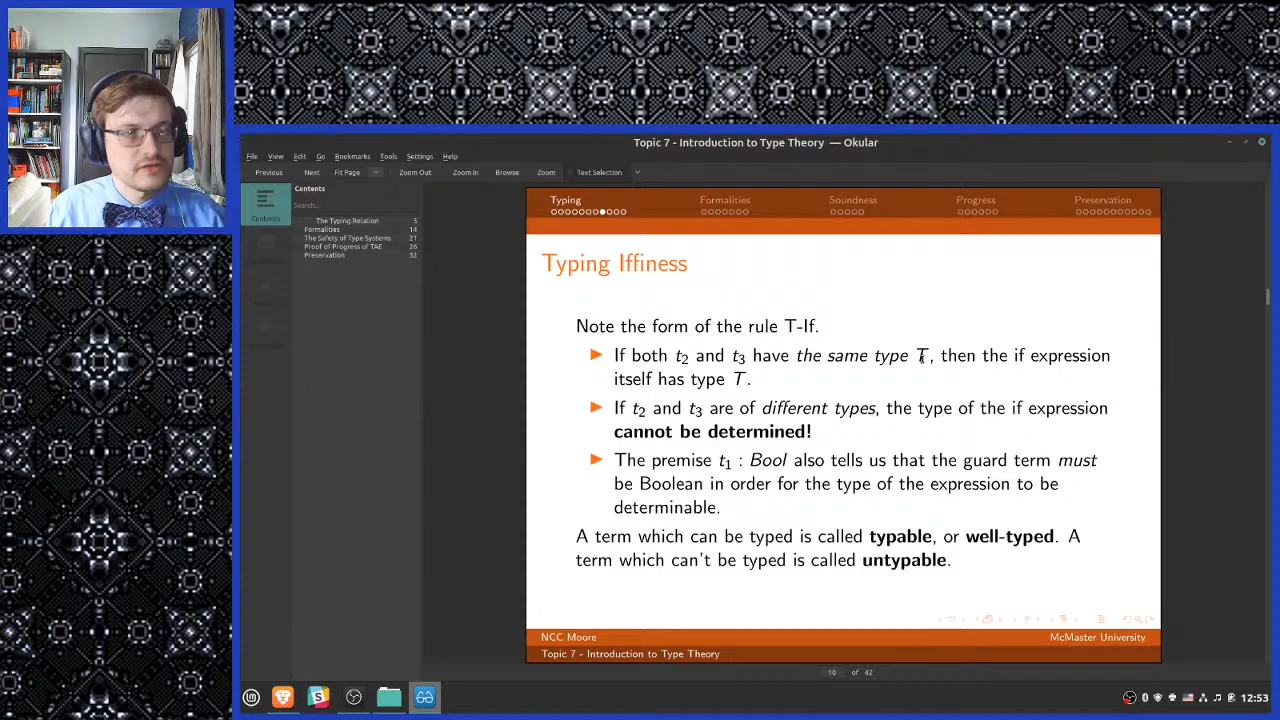 Topic 7 - Introduction to Type Theory — Okular
File View Edit Go Bookmarks Tools Settings Help
Previous Next Fit Page Zoom Out Zoom In Browse Zoom Text Selection
Contents
Contents
Search...
The Typing Relation 3
Formalities 14
The Safety of Type Systems 21
Proof of Progress of TAE 26
Preservation 32
Typing Formalities Soundness Progress Preservation
Typing Iffiness
Note the form of the rule T-If.
If both t₂ and t₃ have the same type T, then the if expression
itself has type T.
If t₂ and t₃ are of different types, the type of the if expression
cannot be determined!
The premise t₁ : Bool also tells us that the guard term must
be Boolean in order for the type of the expression to be
determinable.
A term which can be typed is called typable, or well-typed. A
term which can't be typed is called untypable.
NCC Moore McMaster University
Topic 7 - Introduction to Type Theory
10 of 42
12:53